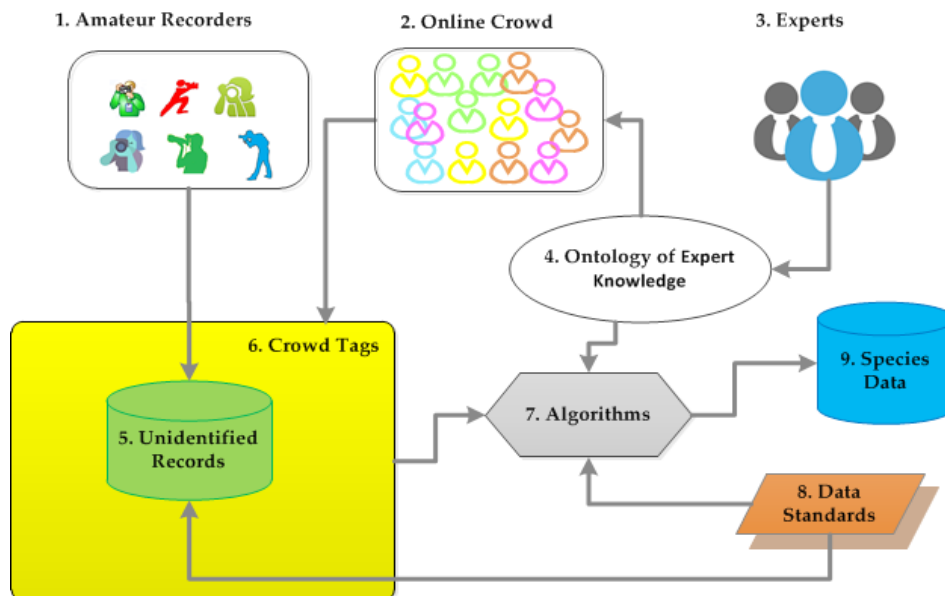 1. Amateur Recorders
2. Online Crowd
3. Experts
4. Ontology of Expert
Knowledge
6. Crowd Tags
5. Unidentified
Records
7. Algorithms
9. Species
Data
8. Data
Standards